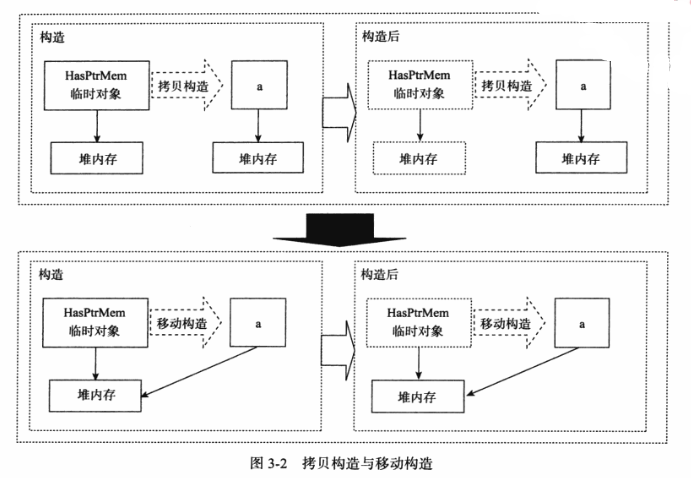 构造
HasPtrMem
临时对象
拷贝构造
a
堆内存
堆内存
构造后
HasPtrMem
临时对象
拷贝构造
a
堆内存
堆内存
构造
HasPtrMem
临时对象
移动构造
a
堆内存
构造后
HasPtrMem
临时对象
移动构造
a
堆内存
图 3-2 拷贝构造与移动构造